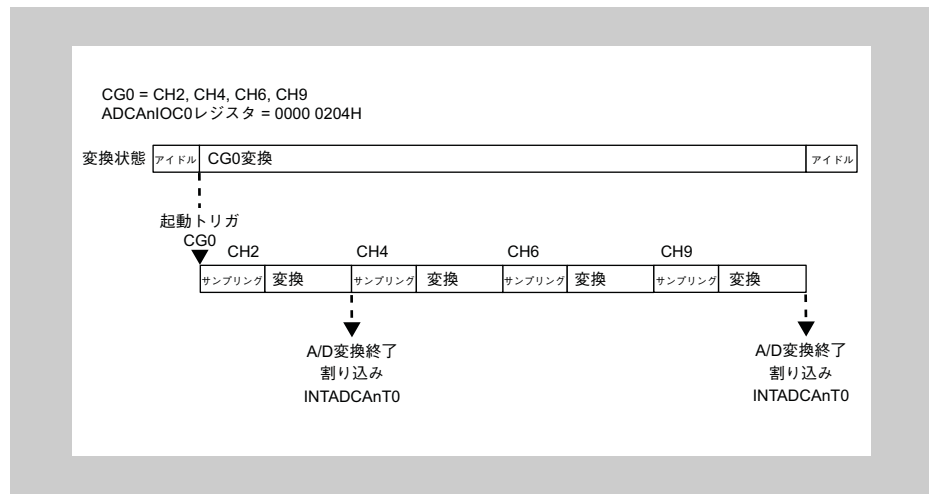 CG0 = CH2, CH4, CH6, CH9
ADCAnIOC0レジスタ = 0000 0204H
変換状態 アイドル CG0変換 アイドル
起動トリガ
CG0
CH2 CH4 CH6 CH9
サンプリング 変換 サンプリング 変換 サンプリング 変換 サンプリング 変換
A/D変換終了 A/D変換終了
割り込み 割り込み
INTADCAnT0 INTADCAnT0